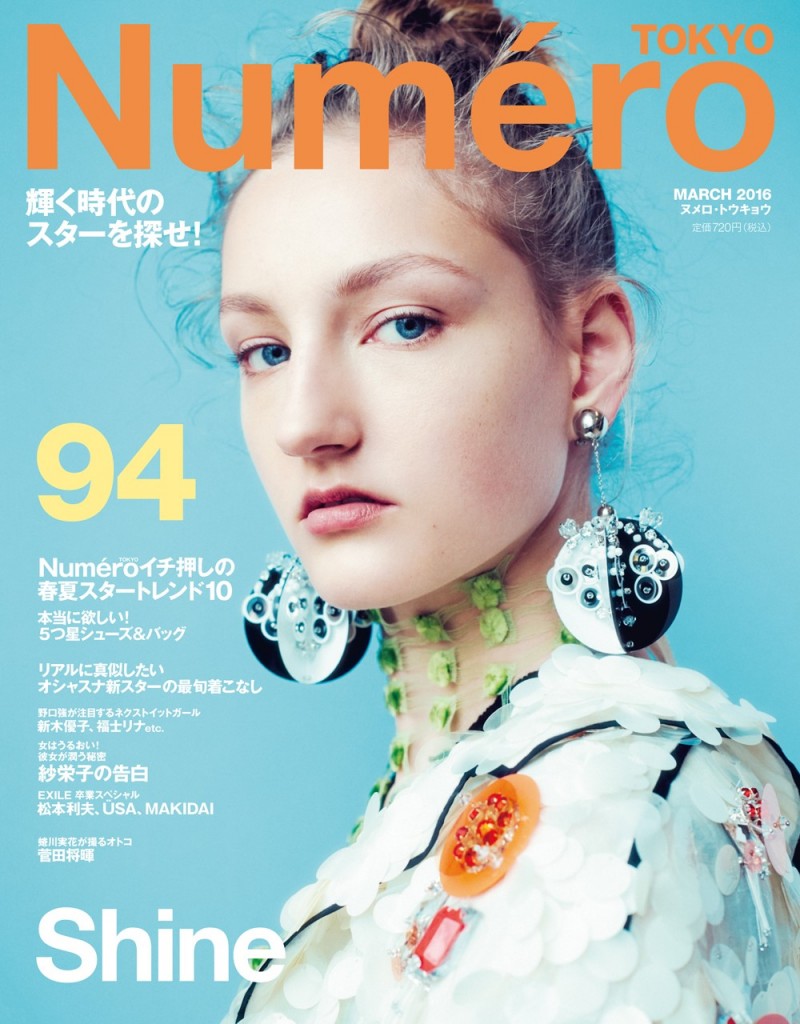 TOKYO
Numéro
輝く時代の
スターを探せ!
MARCH 2016
ヌメロ・トウキョウ
定価720円(税込)
94
Numéro TOKYO イチ押しの
春夏スタートレンド10
本当に欲しい!
5つ星シューズ&バッグ
リアルに真似したい
オシャスナ新スターの最旬着こなし
野口強が注目するネクストイットガール
新木優子、福士リナetc.
女はうるおい!
彼女が潤う秘密
紗栄子の告白
EXILE 卒業スペシャル
松本利夫、ÜSA、MAKIDAI
蜷川実花が撮るオトコ
菅田将暉
Shine